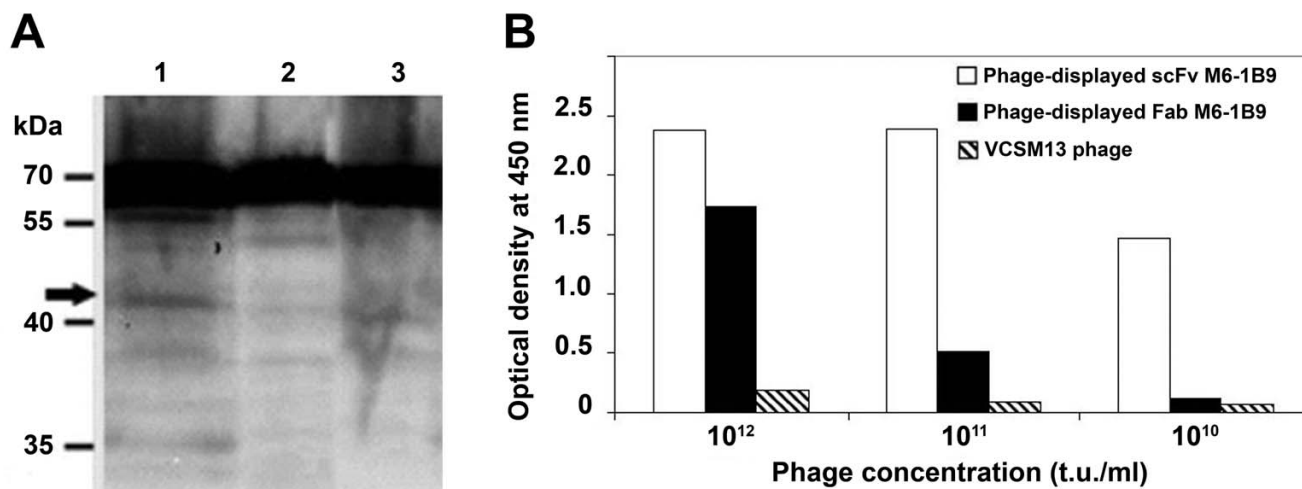 A
1 2 3
kDa
70
55
40
35
B
Optical density at 450 nm
2.5
2.0
1.5
1.0
0.5
0
Phage-displayed scFv M6-1B9
Phage-displayed Fab M6-1B9
VCSM13 phage
10¹² 10¹¹ 10¹⁰
Phage concentration (t.u./ml)